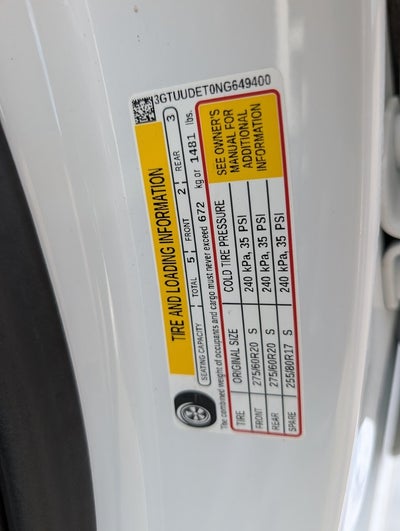 3GTUUDET0NG649400
TIRE AND LOADING INFORMATION
SEATING CAPACITY TOTAL 5 FRONT 2 REAR 3
The combined weight of occupants and cargo must never exceed 672 kg or 1481 lbs.
TIRE ORIGINAL SIZE COLD TIRE PRESSURE
FRONT 275/60R20 S 240 kPa, 35 PSI
REAR 275/60R20 S 240 kPa, 35 PSI
SPARE 255/80R17 S 240 kPa, 35 PSI
SEE OWNER'S
MANUAL FOR
ADDITIONAL
INFORMATION